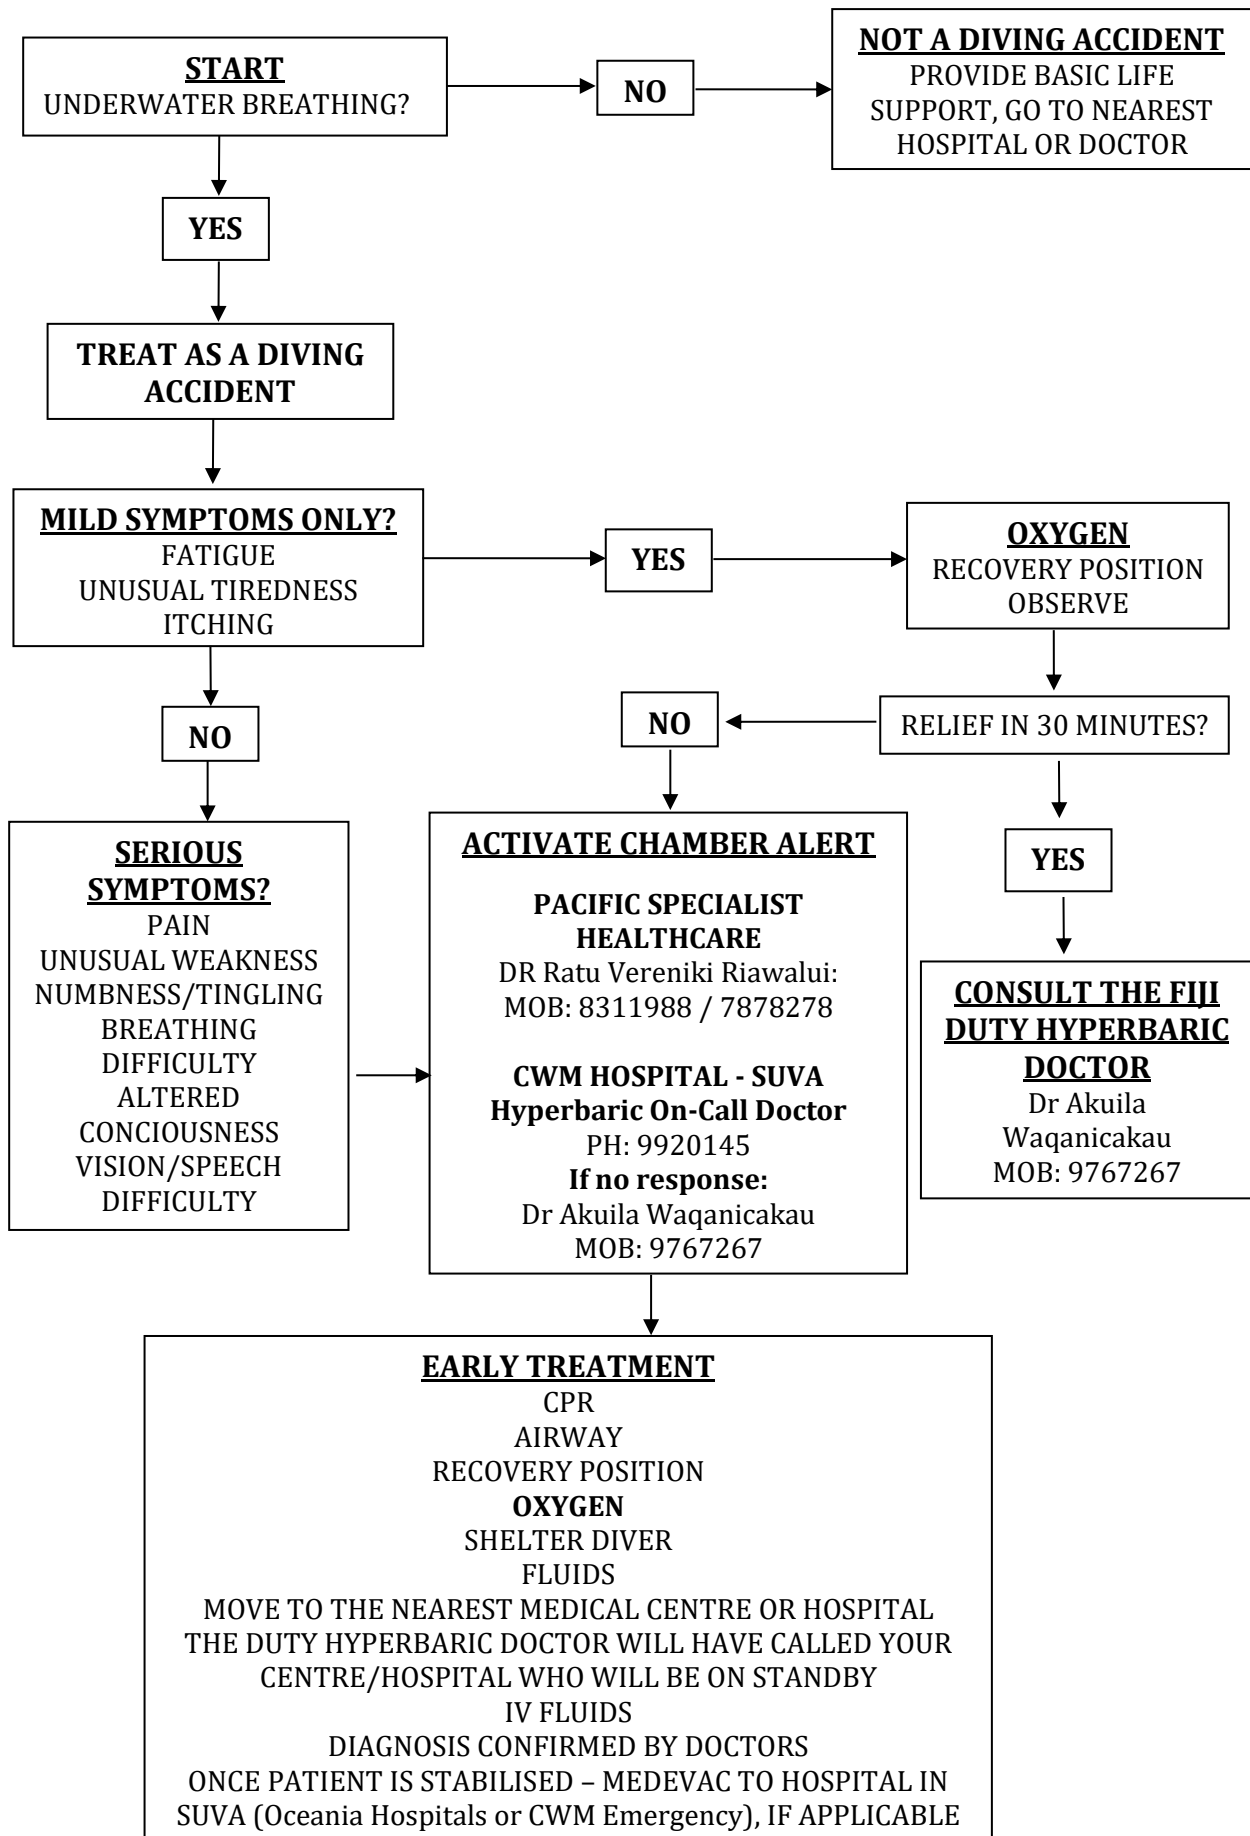 START
UNDERWATER BREATHING?
NO
NOT A DIVING ACCIDENT
PROVIDE BASIC LIFE
SUPPORT, GO TO NEAREST
HOSPITAL OR DOCTOR
YES
TREAT AS A DIVING
ACCIDENT
MILD SYMPTOMS ONLY?
FATIGUE
UNUSUAL TIREDNESS
ITCHING
YES
OXYGEN
RECOVERY POSITION
OBSERVE
RELIEF IN 30 MINUTES?
NO
NO
YES
SERIOUS
SYMPTOMS?
PAIN
UNUSUAL WEAKNESS
NUMBNESS/TINGLING
BREATHING
DIFFICULTY
ALTERED
CONCIOUSNESS
VISION/SPEECH
DIFFICULTY
ACTIVATE CHAMBER ALERT
PACIFIC SPECIALIST
HEALTHCARE
DR Ratu Vereniki Riawalui:
MOB: 8311988 / 7878278
CWM HOSPITAL - SUVA
Hyperbaric On-Call Doctor
PH: 9920145
If no response:
Dr Akuila Waqanicakau
MOB: 9767267
CONSULT THE FIJI
DUTY HYPERBARIC
DOCTOR
Dr Akuila
Waqanicakau
MOB: 9767267
EARLY TREATMENT
CPR
AIRWAY
RECOVERY POSITION
OXYGEN
SHELTER DIVER
FLUIDS
MOVE TO THE NEAREST MEDICAL CENTRE OR HOSPITAL
THE DUTY HYPERBARIC DOCTOR WILL HAVE CALLED YOUR
CENTRE/HOSPITAL WHO WILL BE ON STANDBY
IV FLUIDS
DIAGNOSIS CONFIRMED BY DOCTORS
ONCE PATIENT IS STABILISED – MEDEVAC TO HOSPITAL IN
SUVA (Oceania Hospitals or CWM Emergency), IF APPLICABLE